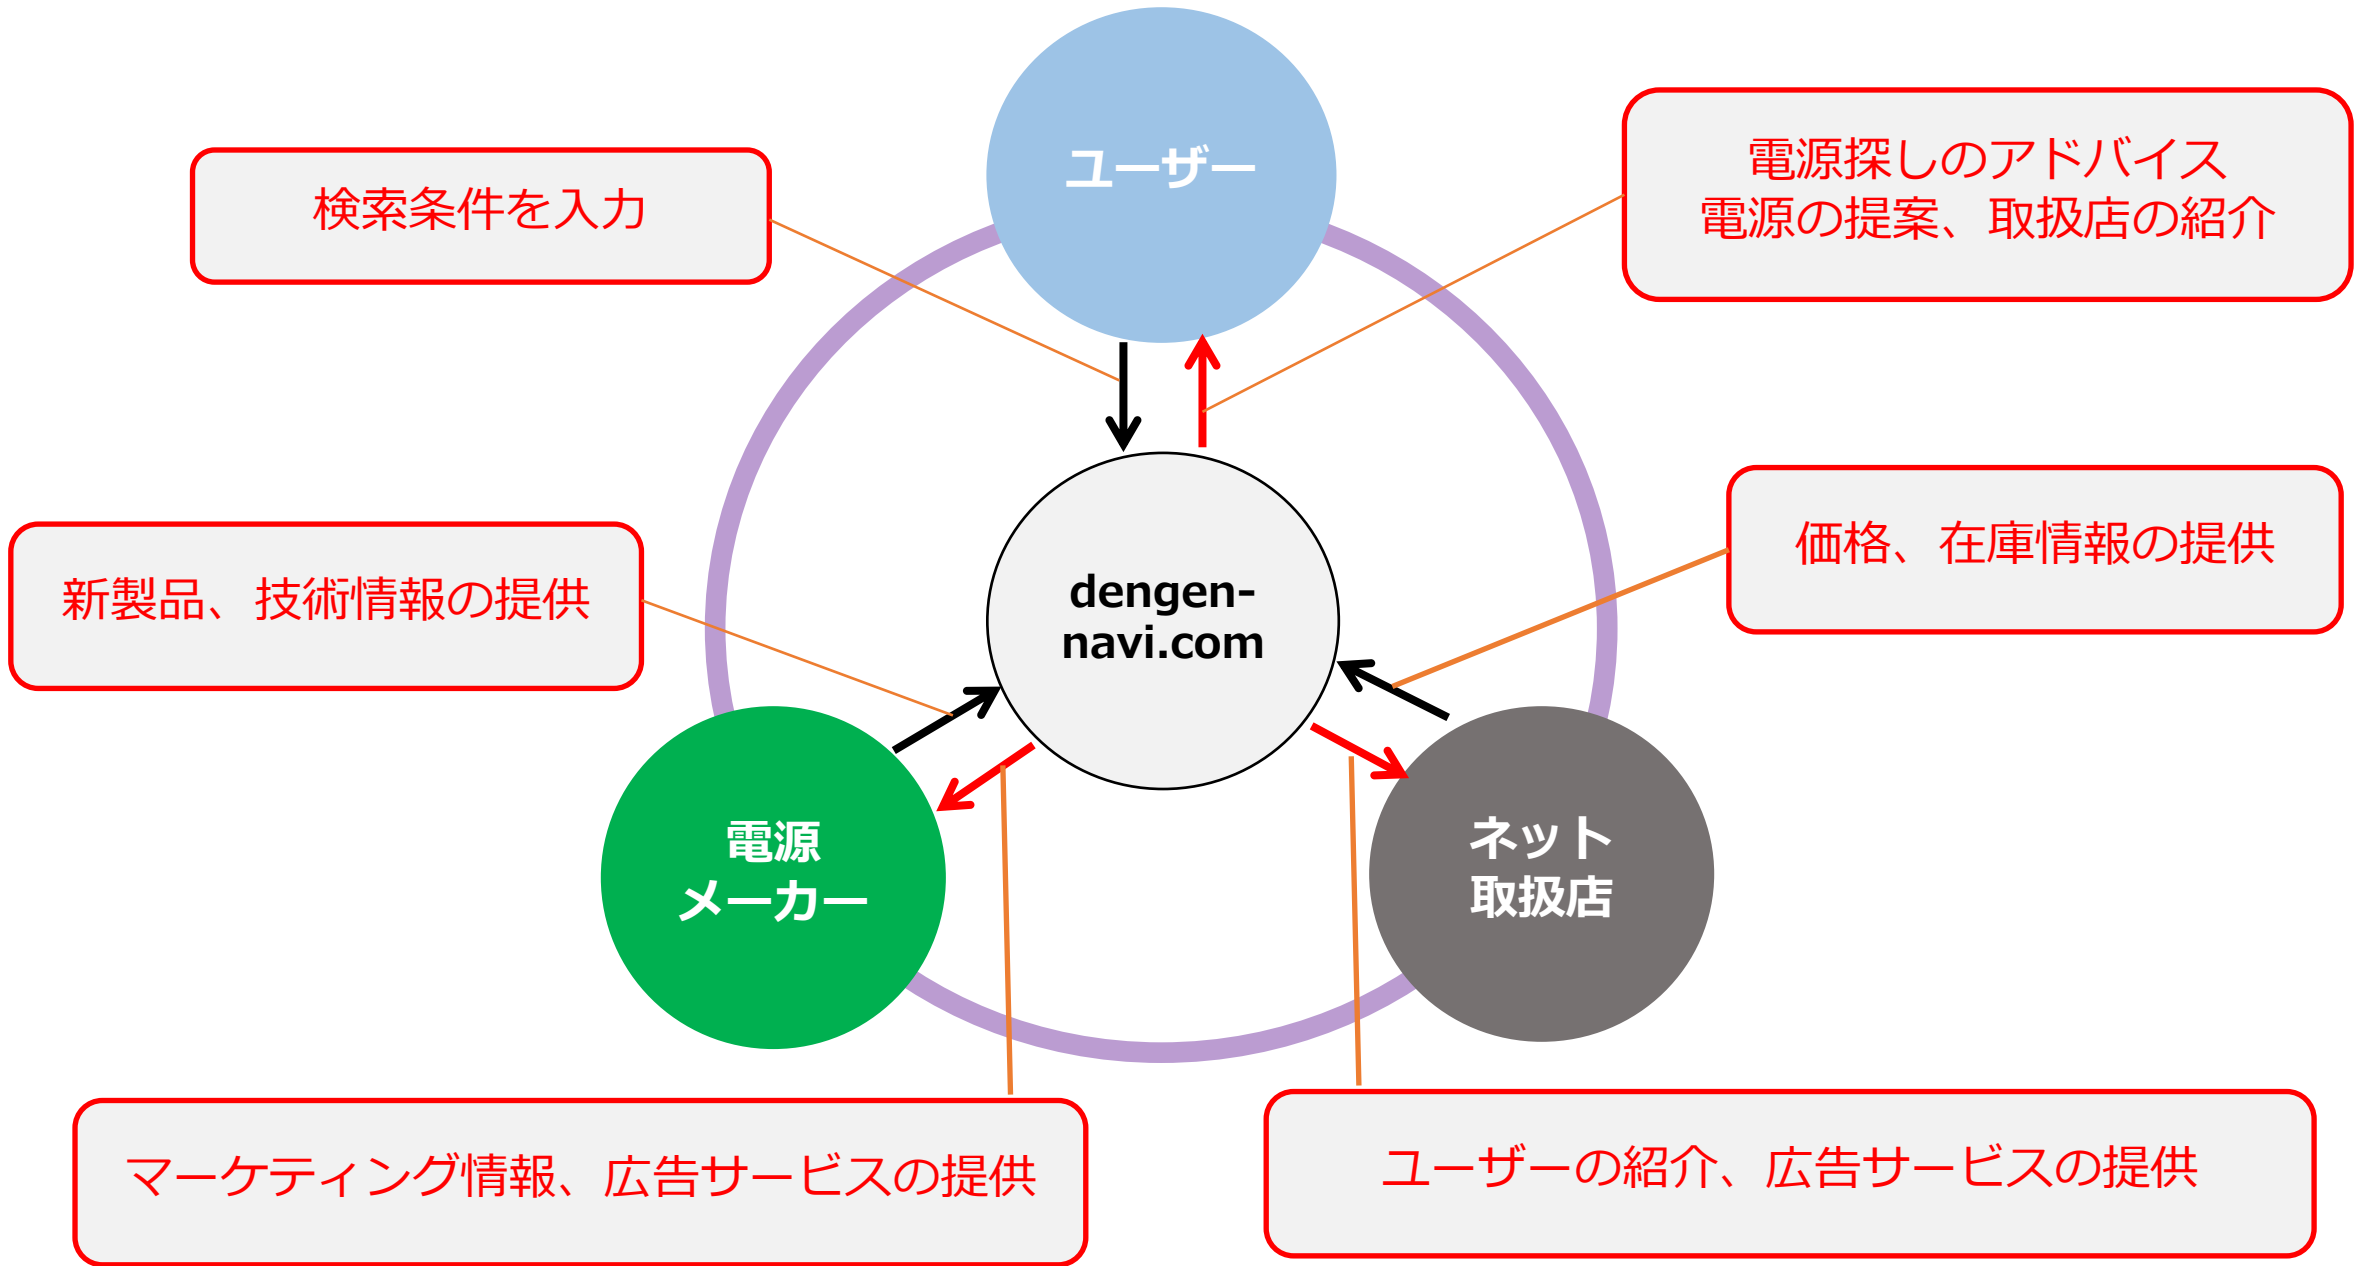 ユーザー
検索条件を入力
電源探しのアドバイス
電源の提案、取扱店の紹介
価格、在庫情報の提供
新製品、技術情報の提供
dengen-
navi.com
電源
メーカー
ネット
取扱店
マーケティング情報、広告サービスの提供
ユーザーの紹介、広告サービスの提供